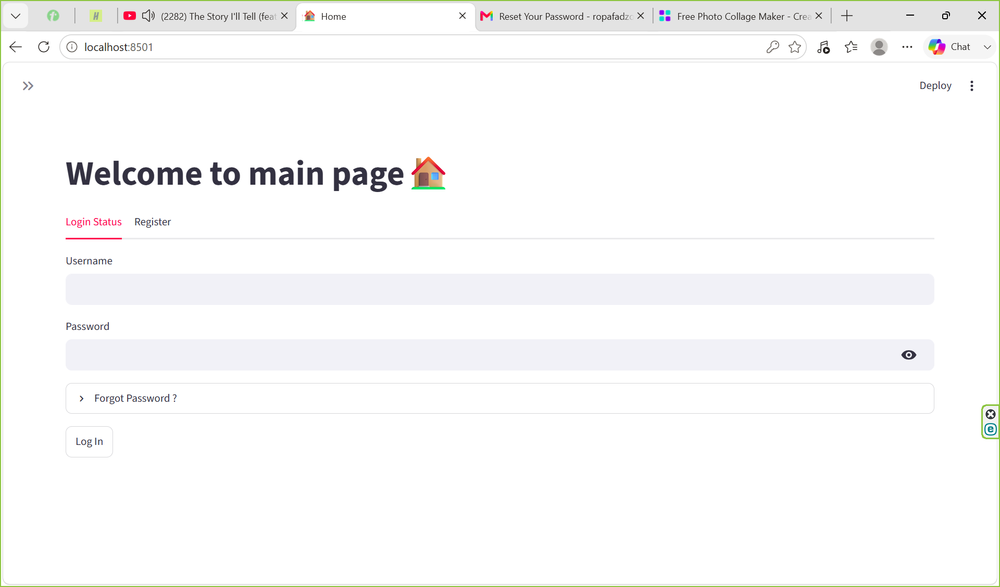 (2282) The Story I'll Tell (feat
Home
Reset Your Password - ropafadzo
Free Photo Collage Maker - Crea
localhost:8501
Chat
Deploy
Welcome to main page
Login Status
Register
Username
Password
Forgot Password ?
Log In